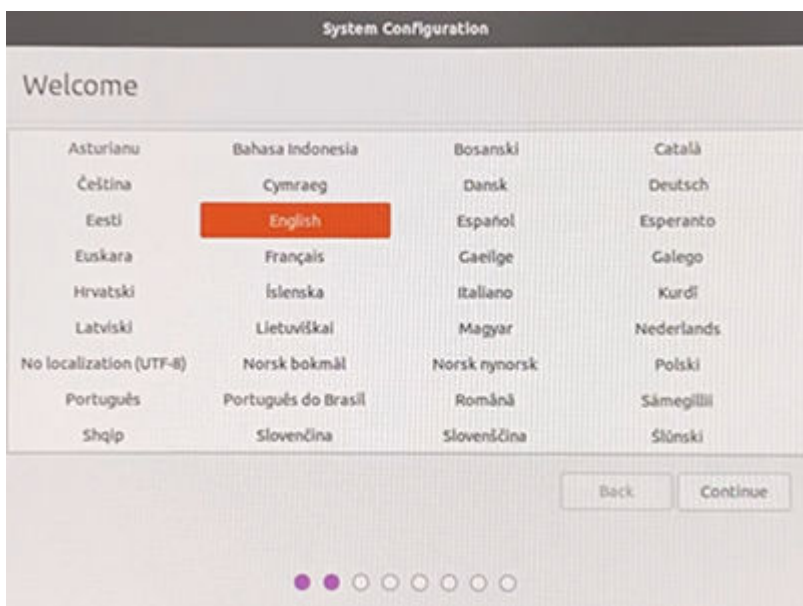 System Configuration
Welcome
Asturianu Bahasa Indonesia Bosanski Català
Čeština Cymraeg Dansk Deutsch
Eesti English Español Esperanto
Euskara Français Gaeilge Galego
Hrvatski Íslenska Italiano Kurdî
Latviski Lietuviškai Magyar Nederlands
No localization (UTF-8) Norsk bokmål Norsk nynorsk Polski
Português Português do Brasil Română Sámegillii
Shqip Slovenčina Slovenščina Ślůnski
Back Continue